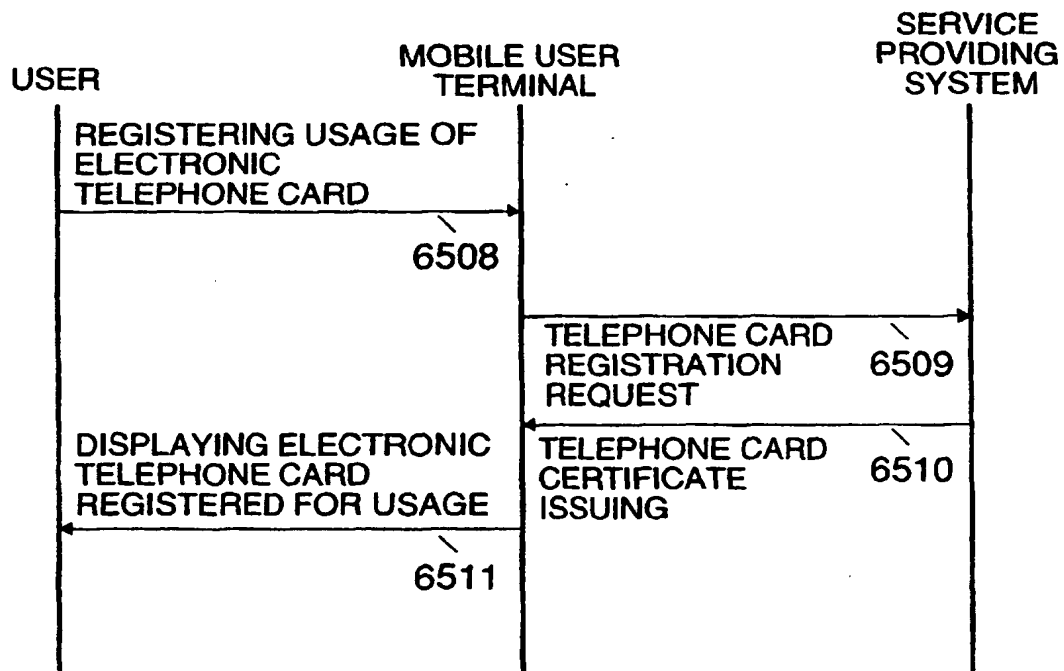 USER
MOBILE USER
TERMINAL
SERVICE
PROVIDING
SYSTEM
REGISTERING USAGE OF
ELECTRONIC
TELEPHONE CARD
6508
TELEPHONE CARD
REGISTRATION
REQUEST
6509
DISPLAYING ELECTRONIC
TELEPHONE CARD
REGISTERED FOR USAGE
TELEPHONE CARD
CERTIFICATE
ISSUING
6510
6511